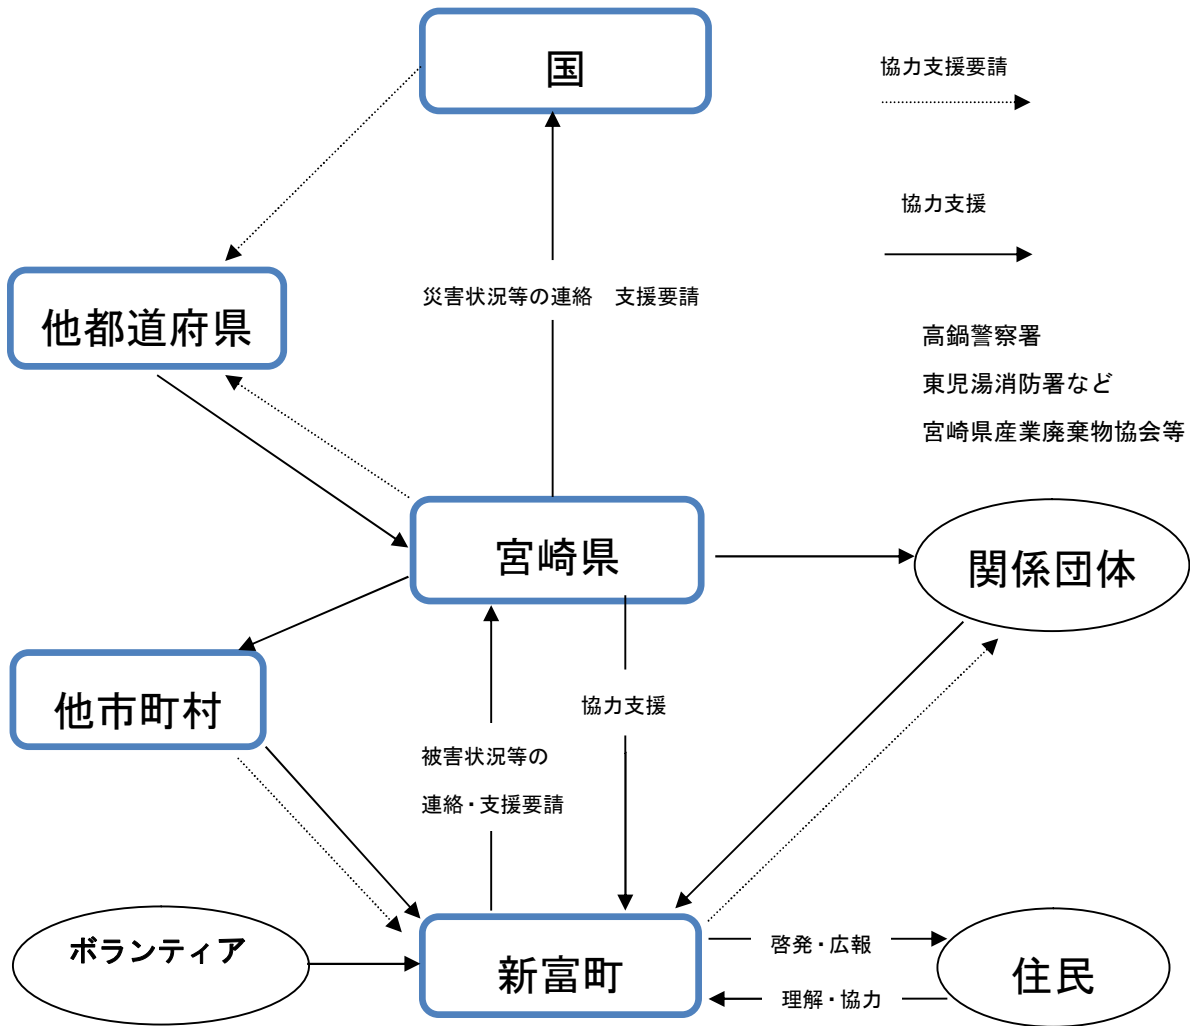 国
協力支援要請
協力支援
他都道府県
災害状況等の連絡　支援要請
高鍋警察署
東児湯消防署など
宮崎県産業廃棄物協会等
宮崎県
関係団体
他市町村
協力支援
被害状況等の
連絡・支援要請
ボランティア
新富町
啓発・広報
理解・協力
住民